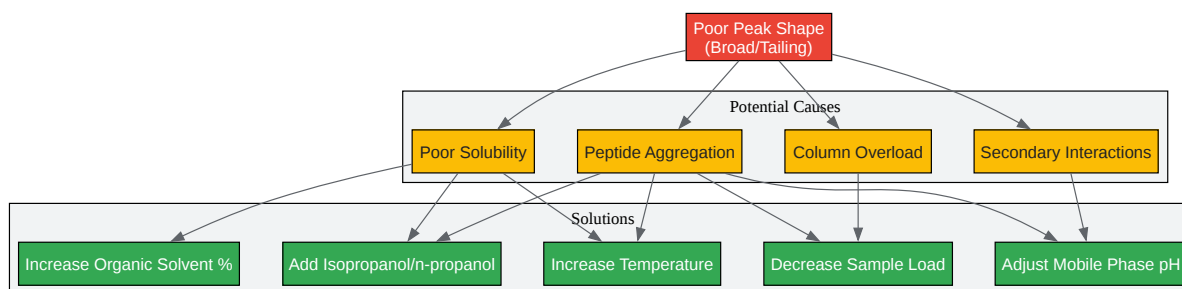 Poor Peak Shape
(Broad/Tailing)
Potential Causes
Poor Solubility
Peptide Aggregation
Column Overload
Secondary Interactions
Solutions
Increase Organic Solvent %
Add Isopropanol/n-propanol
Increase Temperature
Decrease Sample Load
Adjust Mobile Phase pH